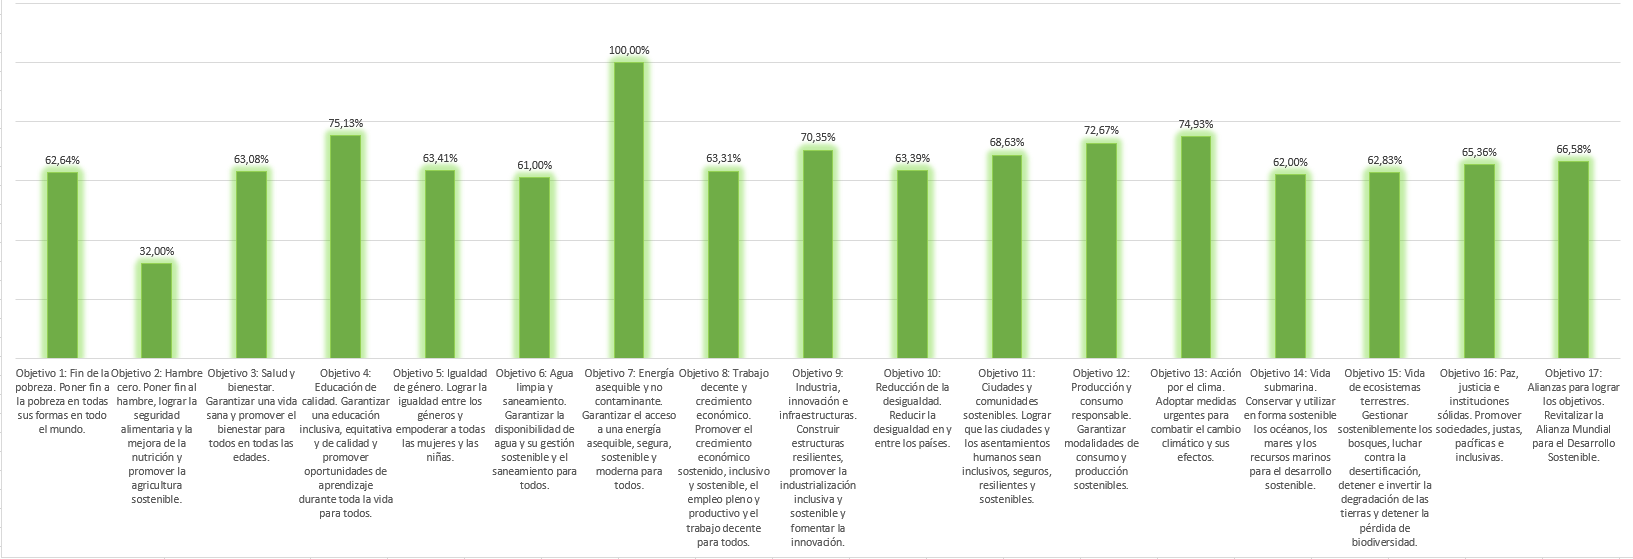 100,00%
75,13%
74,93%
72,67%
70,35%
68,63%
66,58%
65,36%
62,64%
63,08%
63,41%
61,00%
63,31%
63,39%
62,00%
62,83%
32,00%
Objetivo 1: Fin de la
pobreza. Poner fin a
la pobreza en todas
sus formas en todo
el mundo.
Objetivo 2: Hambre
cero. Poner fin al
hambre, lograr la
seguridad
alimentaria y la
mejora de la
nutrición y
promover la
agricultura
sostenible.
Objetivo 3: Salud y
bienestar.
Garantizar una vida
sana y promover el
bienestar para
todos en todas las
edades.
Objetivo 4:
Educación de
calidad. Garantizar
una educación
inclusiva, equitativa
y de calidad y
promover
oportunidades de
aprendizaje
durante toda la vida
para todos.
Objetivo 5: Igualdad
de género. Lograr la
igualdad entre los
géneros y
empoderar a todas
las mujeres y las
niñas.
Objetivo 6: Agua
limpia y
saneamiento.
Garantizar la
disponibilidad de
agua y su gestión
sostenible y el
saneamiento para
todos.
Objetivo 7: Energía
asequible y no
contaminante.
Garantizar el acceso
a una energía
asequible, segura,
sostenible y
moderna para
todos.
Objetivo 8: Trabajo
decente y
crecimiento
económico.
Promover el
crecimiento
económico
sostenido, inclusivo
y sostenible, el
empleo pleno y
productivo y el
trabajo decente
para todos.
Objetivo 9:
Industria,
innovación e
infraestructuras.
Construir
estructuras
resilientes,
promover la
industrialización
inclusiva y
sostenible y
fomentar la
innovación.
Objetivo 10:
Reducción de la
desigualdad.
Reducir la
desigualdad en y
entre los países.
Objetivo 11:
Ciudades y
comunidades
sostenibles. Lograr
que las ciudades y
los asentamientos
humanos sean
inclusivos, seguros,
resilientes y
sostenibles.
Objetivo 12:
Producción y
consumo
responsable.
Garantizar
modalidades de
consumo y
producción
sostenibles.
Objetivo 13: Acción
por el clima.
Adoptar medidas
urgentes para
combatir el cambio
climático y sus
efectos.
Objetivo 14: Vida
submarina.
Conservar y utilizar
en forma sostenible
los océanos, los
mares y los
recursos marinos
para el desarrollo
sostenible.
Objetivo 15: Vida
de ecosistemas
terrestres.
Gestionar
sosteniblemente los
bosques, luchar
contra la
desertificación,
detener e invertir la
degradación de las
tierras y detener la
pérdida de
biodiversidad.
Objetivo 16: Paz,
justicia e
instituciones
sólidas. Promover
sociedades, justas,
pacíficas e
inclusivas.
Objetivo 17:
Alianzas para lograr
los objetivos.
Revitalizar la
Alianza Mundial
para el Desarrollo
Sostenible.